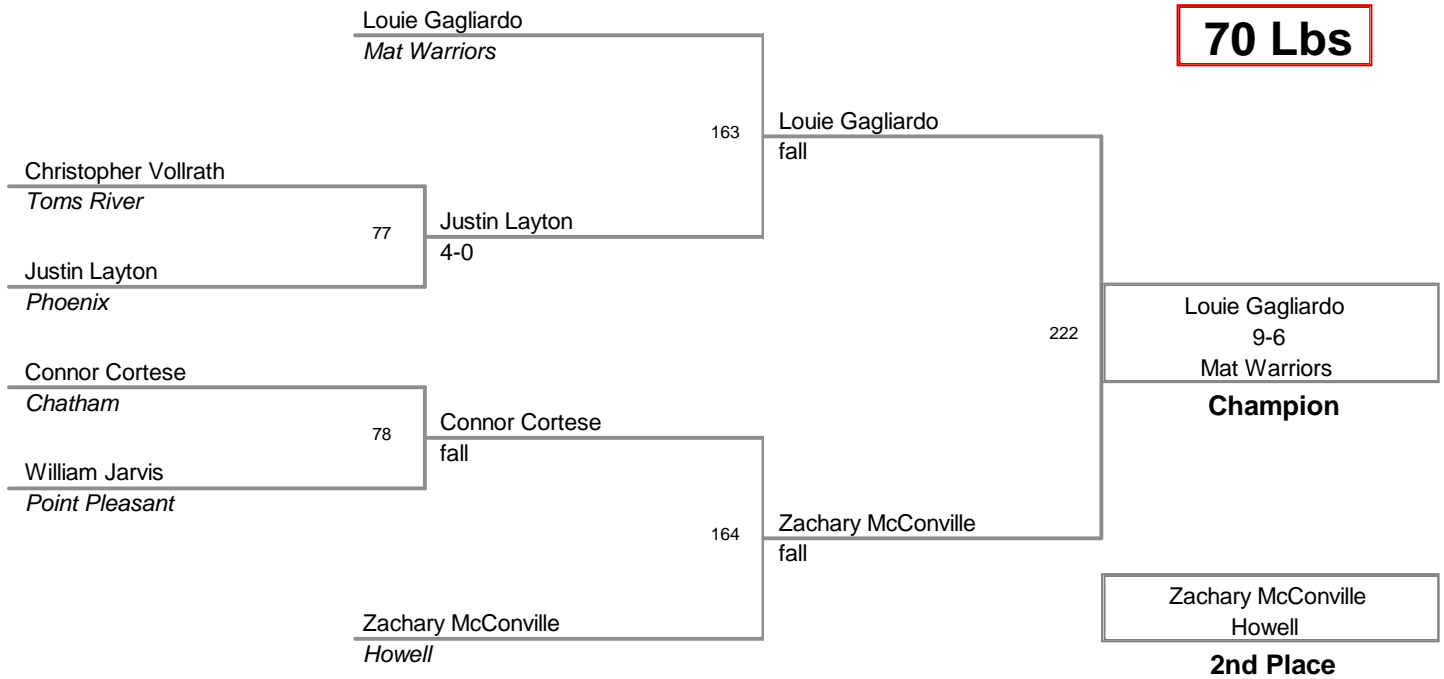 Louie Gagliardo
Mat Warriors
70 Lbs
163
Louie Gagliardo
fall
Christopher Vollrath
Toms River
77
Justin Layton
4-0
Justin Layton
Phoenix
222
Louie Gagliardo
9-6
Mat Warriors
Champion
Connor Cortese
Chatham
78
Connor Cortese
fall
William Jarvis
Point Pleasant
164
Zachary McConville
fall
Zachary McConville
Howell
Zachary McConville
Howell
2nd Place